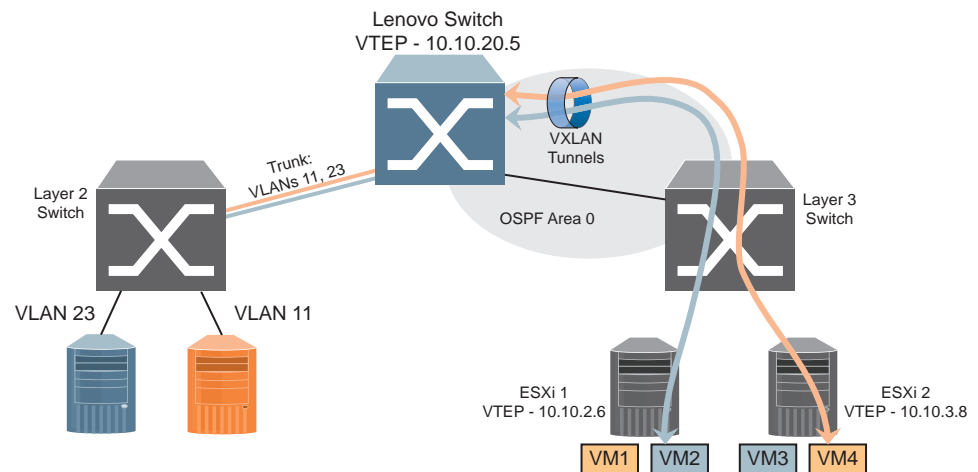 Lenovo Switch
VTEP - 10.10.20.5
VXLAN
Tunnels
Trunk:
VLANs 11, 23
Layer 2
Switch
Layer 3
Switch
OSPF Area 0
VLAN 23
VLAN 11
ESXi 1
VTEP - 10.10.2.6
ESXi 2
VTEP - 10.10.3.8
VM1
VM2
VM3
VM4